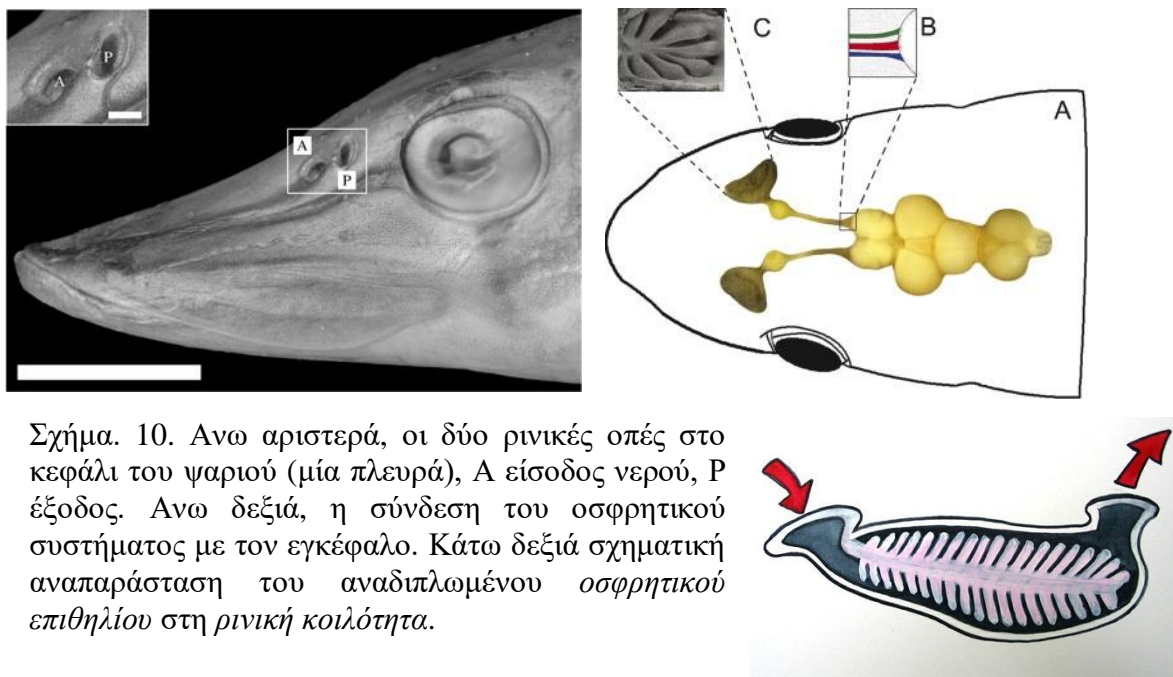 A
P
A
P
C
B
A
Σχήμα. 10. Ανω αριστερά, οι δύο ρινικές οπές στο
κεφάλι του ψαριού (μία πλευρά), Α είσοδος νερού, Ρ
έξοδος. Ανω δεξιά, η σύνδεση του οσφρητικού
συστήματος με τον εγκέφαλο. Κάτω δεξιά σχηματική
αναπαράσταση του αναδιπλωμένου οσφρητικού
επιθηλίου στη ρινική κοιλότητα.